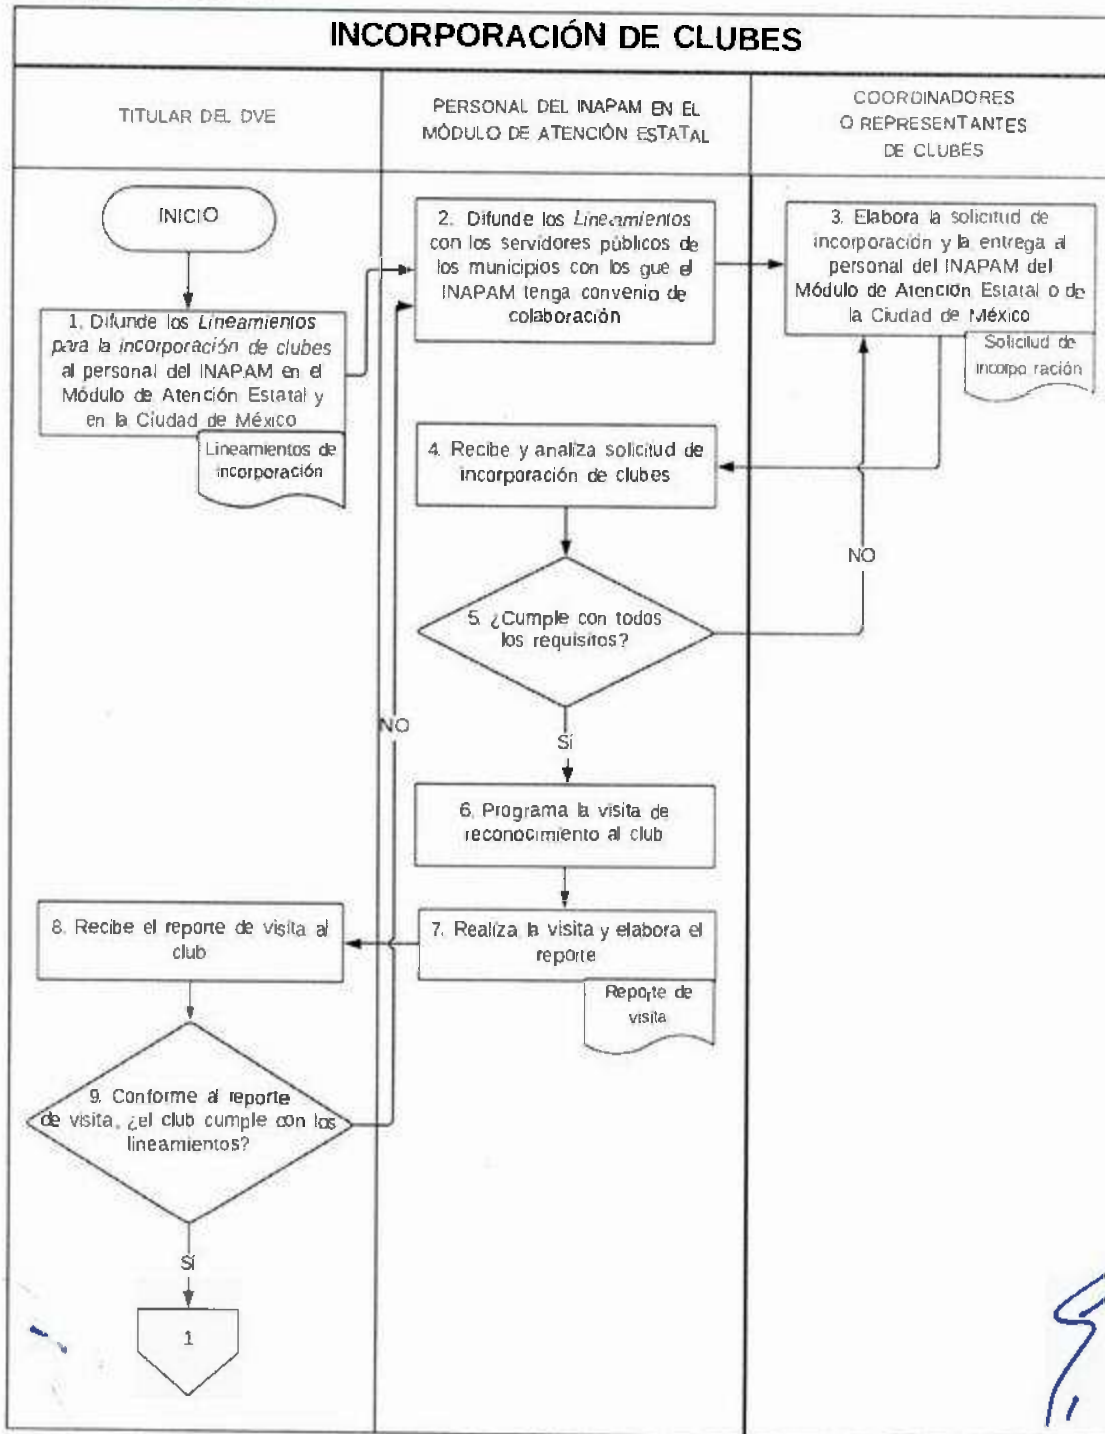 INCORPORACIÓN DE CLUBES
TITULAR DEL DVE
PERSONAL DEL INAPAM EN EL
MÓDULO DE ATENCIÓN ESTATAL
COORDINADORES
O REPRESENTANTES
DE CLUBES
INICIO
1. Difunde los Lineamientos
para la incorporación de clubes
al personal del INAPAM en el
Módulo de Atención Estatal y
en la Ciudad de México
Lineamientos de
incorporación
2. Difunde los Lineamientos
con los servidores públicos de
los municipios con los que el
INAPAM tenga convenio de
colaboración
3. Elabora la solicitud de
incorporación y la entrega al
personal del INAPAM del
Módulo de Atención Estatal o de
la Ciudad de México
Solicitud de
incorpo ración
4. Recibe y analiza solicitud de
incorporación de clubes
NO
5. ¿Cumple con todos
los requisitos?
NO
Sí
6. Programa la visita de
reconocimiento al club
7. Realiza la visita y elabora el
reporte
Reporte de
visita
8. Recibe el reporte de visita al
club
9. Conforme al reporte
de visita, ¿el club cumple con los
lineamientos?
Sí
1